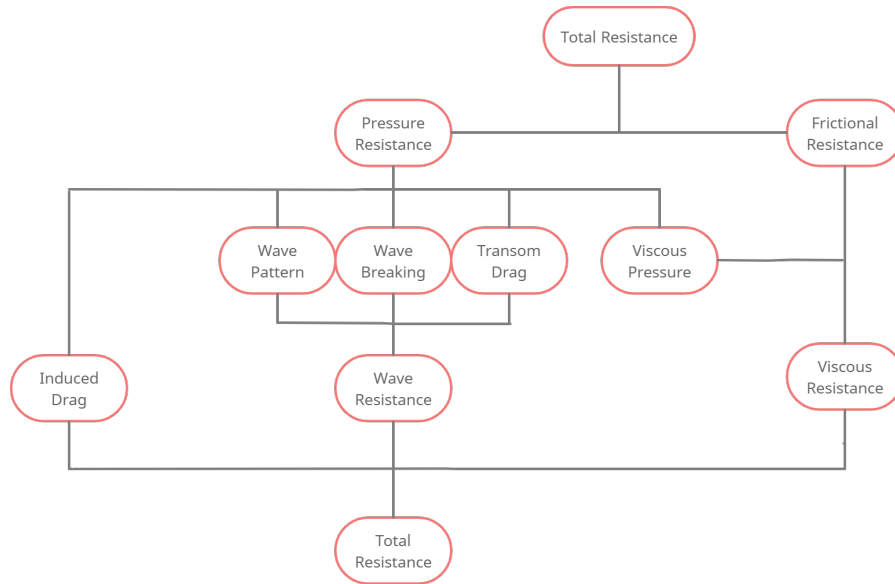 Total Resistance
Pressure
Resistance
Frictional
Resistance
Wave
Pattern
Wave
Breaking
Transom
Drag
Viscous
Pressure
Induced
Drag
Wave
Resistance
Viscous
Resistance
Total
Resistance